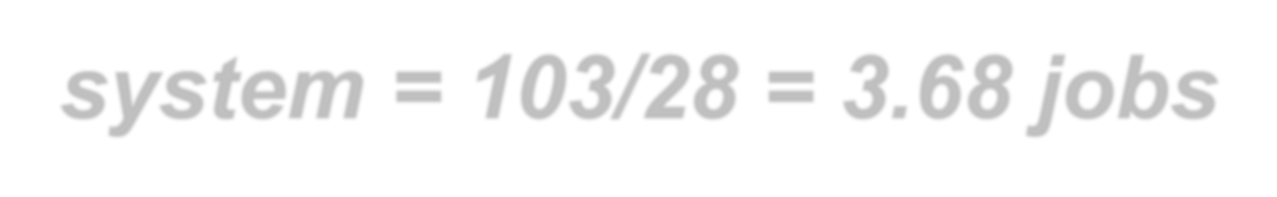 system = 103/28 = 3.68 jobs